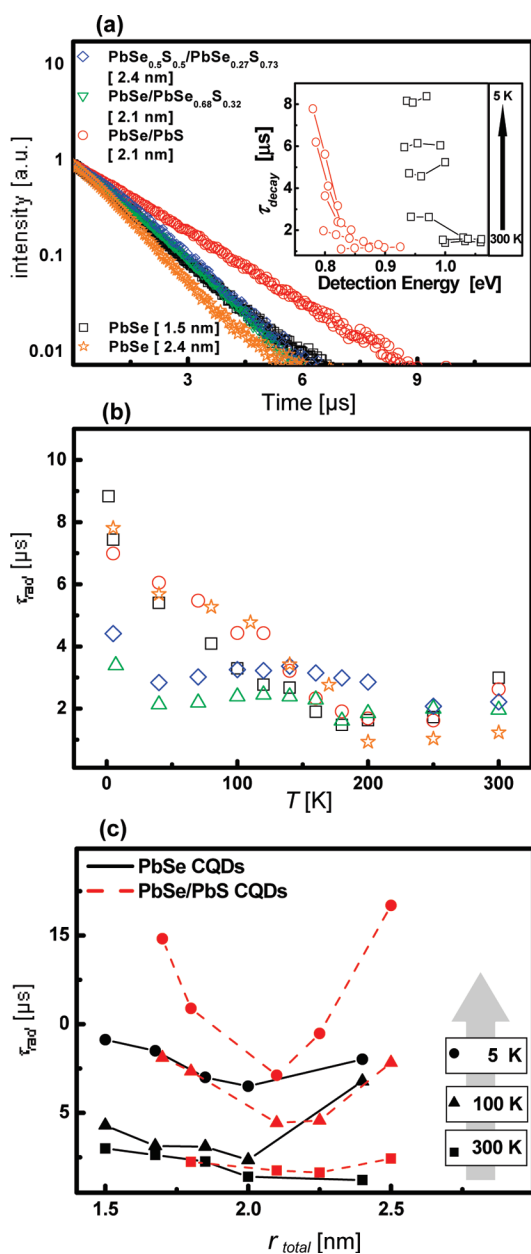 (a)
PbSe0.5S0.5/PbSe0.27S0.73
[ 2.4 nm]
PbSe/PbSe0.68S0.32
[ 2.1 nm]
PbSe/PbS
[ 2.1 nm]
10
1
0.1
0.01
intensity [a.u.]
PbSe [ 1.5 nm]
PbSe [ 2.4 nm]
3 6 9
Time [µs]
8
6
4
2
τdecay [µs]
0.8 0.9 1.0
Detection Energy [eV]
5 K
300 K
(b)
10
8
6
4
2
τrad, [µs]
0 100 200 300
T [K]
(c)
PbSe CQDs
PbSe/PbS CQDs
15
0
5
τrad, [µs]
5 K
100 K
300 K
1.5 2.0 2.5
r total [nm]